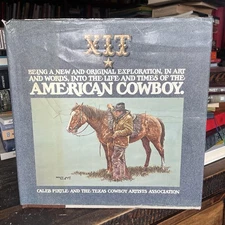 XIT
BEING A NEW AND ORIGINAL EXPLORATION, IN ART
AND WORDS, INTO THE LIFE AND TIMES OF THE
AMERICAN COWBOY.
CALEB PIRTLE AND THE TEXAS COWBOY ARTISTS ASSOCIATION